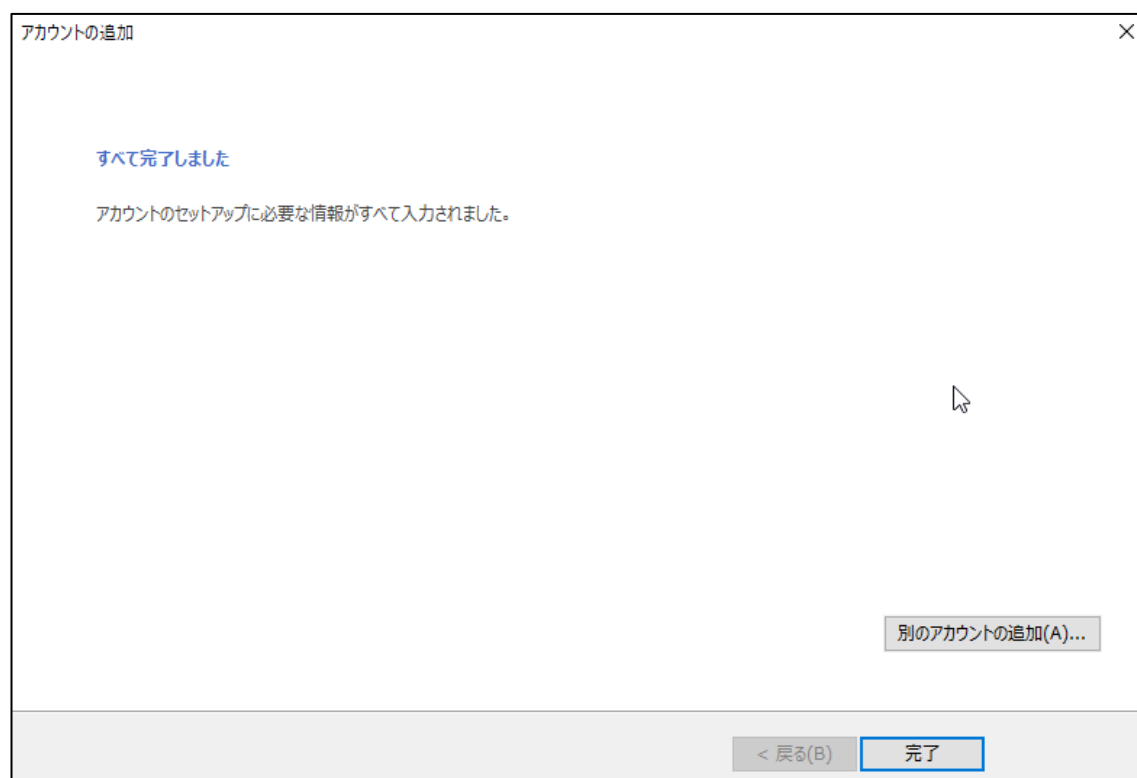 アカウントの追加
すべて完了しました
アカウントのセットアップに必要な情報がすべて入力されました。
別のアカウントの追加(A)...
< 戻る(B)
完了